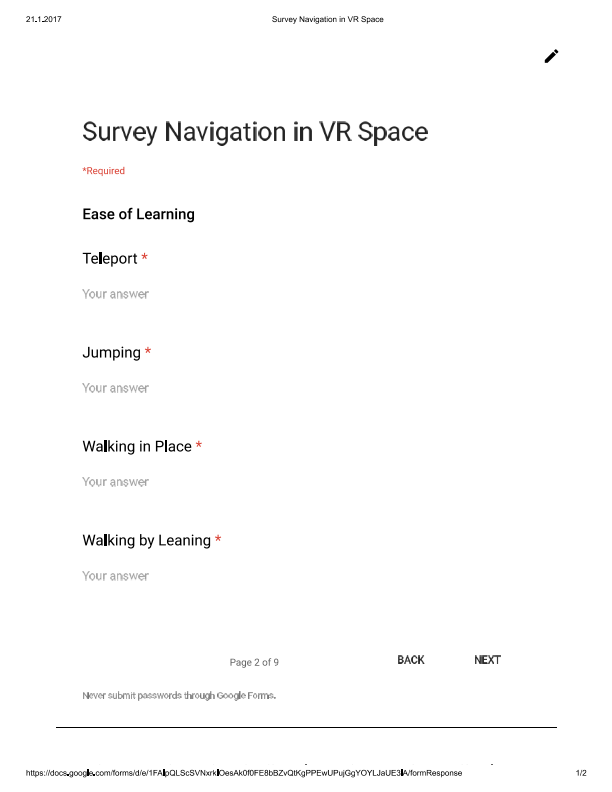 21.1.2017 Survey Navigation in VR Space
Survey Navigation in VR Space
*Required
Ease of Learning
Teleport *
Your answer
Jumping *
Your answer
Walking in Place *
Your answer
Walking by Leaning *
Your answer
Page 2 of 9 BACK NEXT
Never submit passwords through Google Forms.
https://docs.google.com/forms/d/e/1FAIpQLScSVNxrkIOesAk0f0FE8bBZvQtKgPPEwUPujGgYOYLJaUE3IA/formResponse 1/2